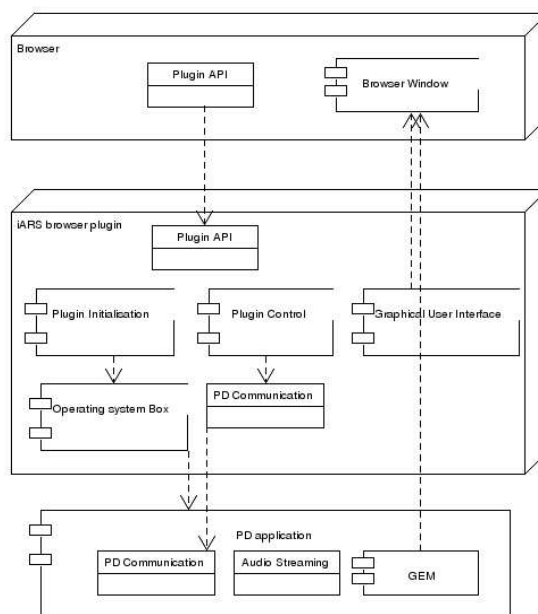 Browser
Plugin API
Browser Window
iARS browser plugin
Plugin API
Plugin Initialisation
Plugin Control
Graphical User Interface
Operating system Box
PD Communication
PD application
PD Communication
Audio Streaming
GEM